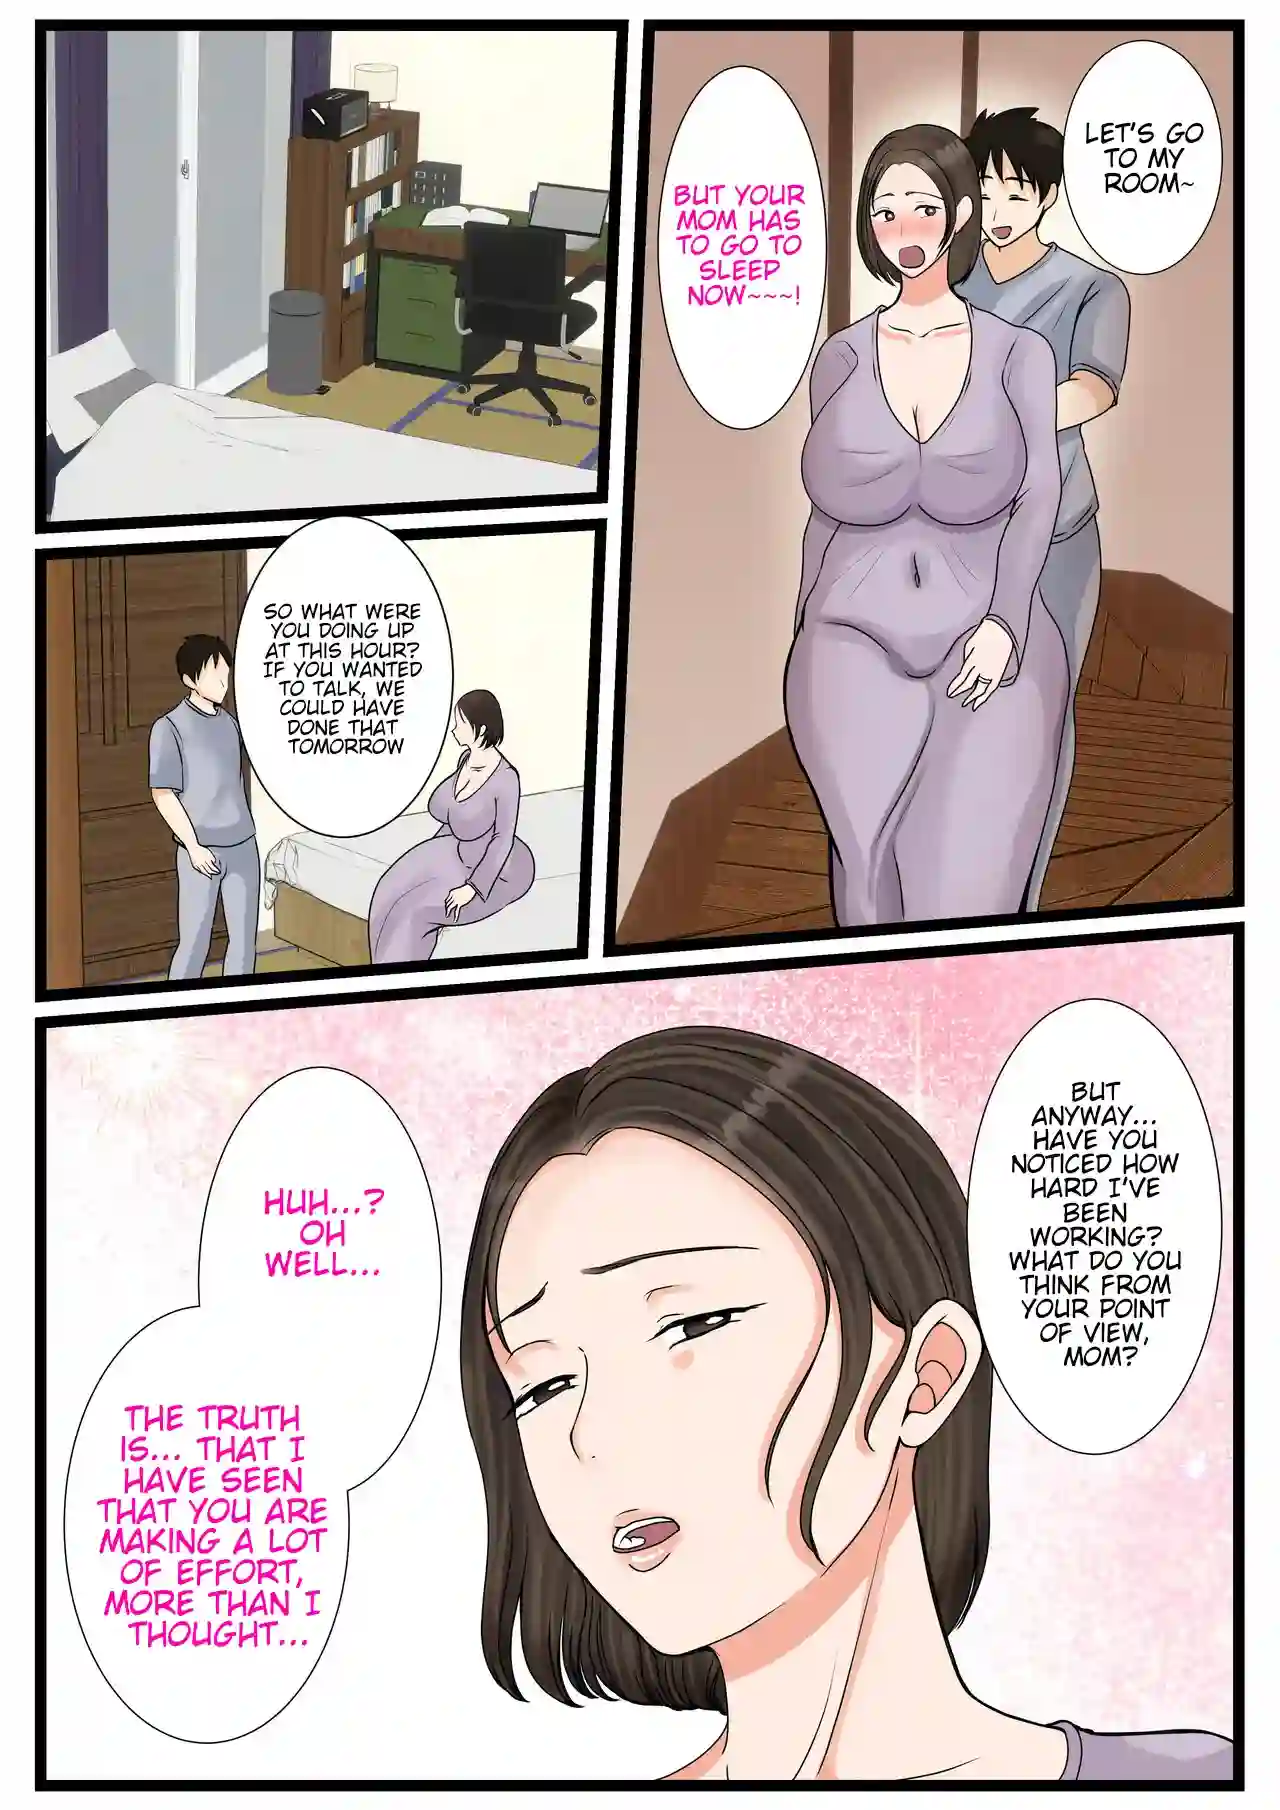 LET'S GO
TO MY
ROOM~
BUT YOUR
MOM HAS
TO GO TO
SLEEP
NOW~~~!
SO WHAT WERE
YOU DOING UP
AT THIS HOUR?
IF YOU WANTED
TO TALK, WE
COULD HAVE
DONE THAT
TOMORROW
BUT
ANYWAY...
HAVE YOU
NOTICED HOW
HARD I'VE
BEEN
WORKING?
WHAT DO YOU
THINK FROM
YOUR POINT
OF VIEW,
MOM?
HUH...?
OH
WELL...
THE TRUTH
IS... THAT I
HAVE SEEN
THAT YOU ARE
MAKING A LOT
OF EFFORT,
MORE THAN I
THOUGHT...